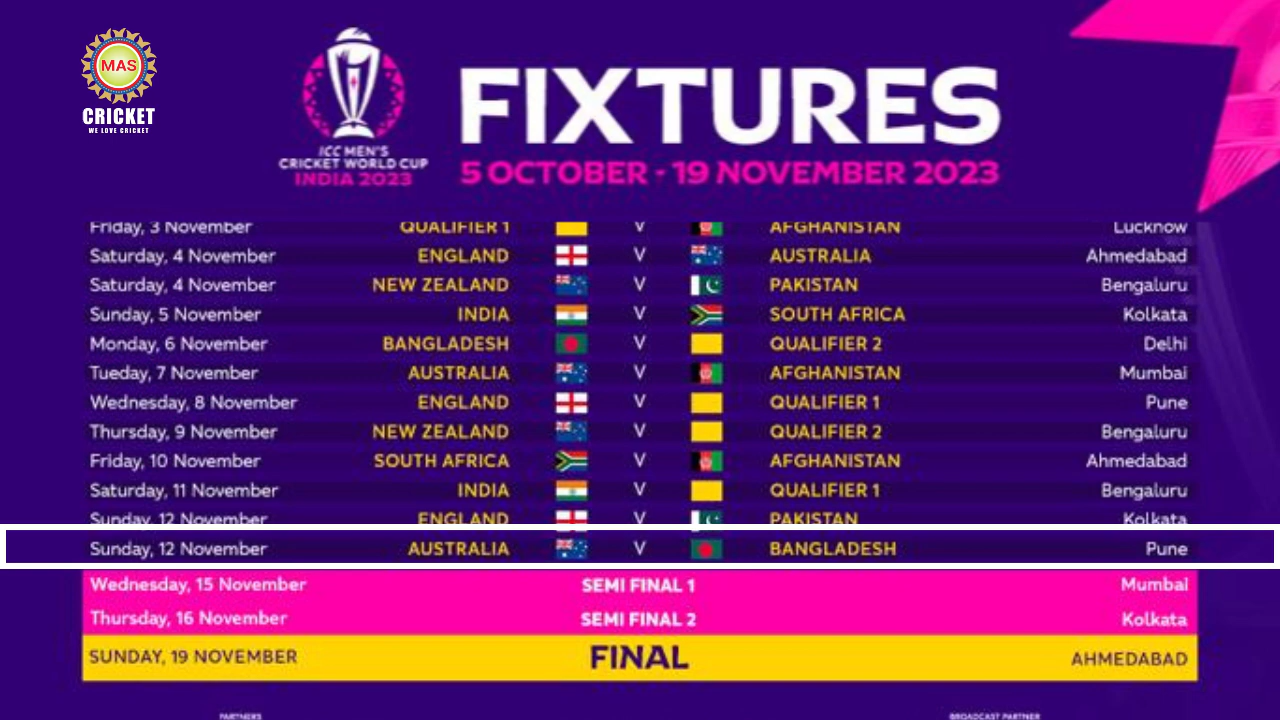 MAS
CRICKET
WE LOVE CRICKET
ICC MEN'S
CRICKET WORLD CUP
INDIA 2023
FIXTURES
5 OCTOBER - 19 NOVEMBER 2023
Friday, 3 November QUALIFIER 1 V AFGHANISTAN Lucknow
Saturday, 4 November ENGLAND V AUSTRALIA Ahmedabad
Saturday, 4 November NEW ZEALAND V PAKISTAN Bengaluru
Sunday, 5 November INDIA V SOUTH AFRICA Kolkata
Monday, 6 November BANGLADESH V QUALIFIER 2 Delhi
Tueday, 7 November AUSTRALIA V AFGHANISTAN Mumbai
Wednesday, 8 November ENGLAND V QUALIFIER 1 Pune
Thursday, 9 November NEW ZEALAND V QUALIFIER 2 Bengaluru
Friday, 10 November SOUTH AFRICA V AFGHANISTAN Ahmedabad
Saturday, 11 November INDIA V QUALIFIER 1 Bengaluru
Sunday, 12 November ENGLAND V PAKISTAN Kolkata
Sunday, 12 November AUSTRALIA V BANGLADESH Pune
Wednesday, 15 November SEMI FINAL 1 Mumbai
Thursday, 16 November SEMI FINAL 2 Kolkata
SUNDAY, 19 NOVEMBER FINAL AHMEDABAD
PARTNERS BROADCAST PARTNER